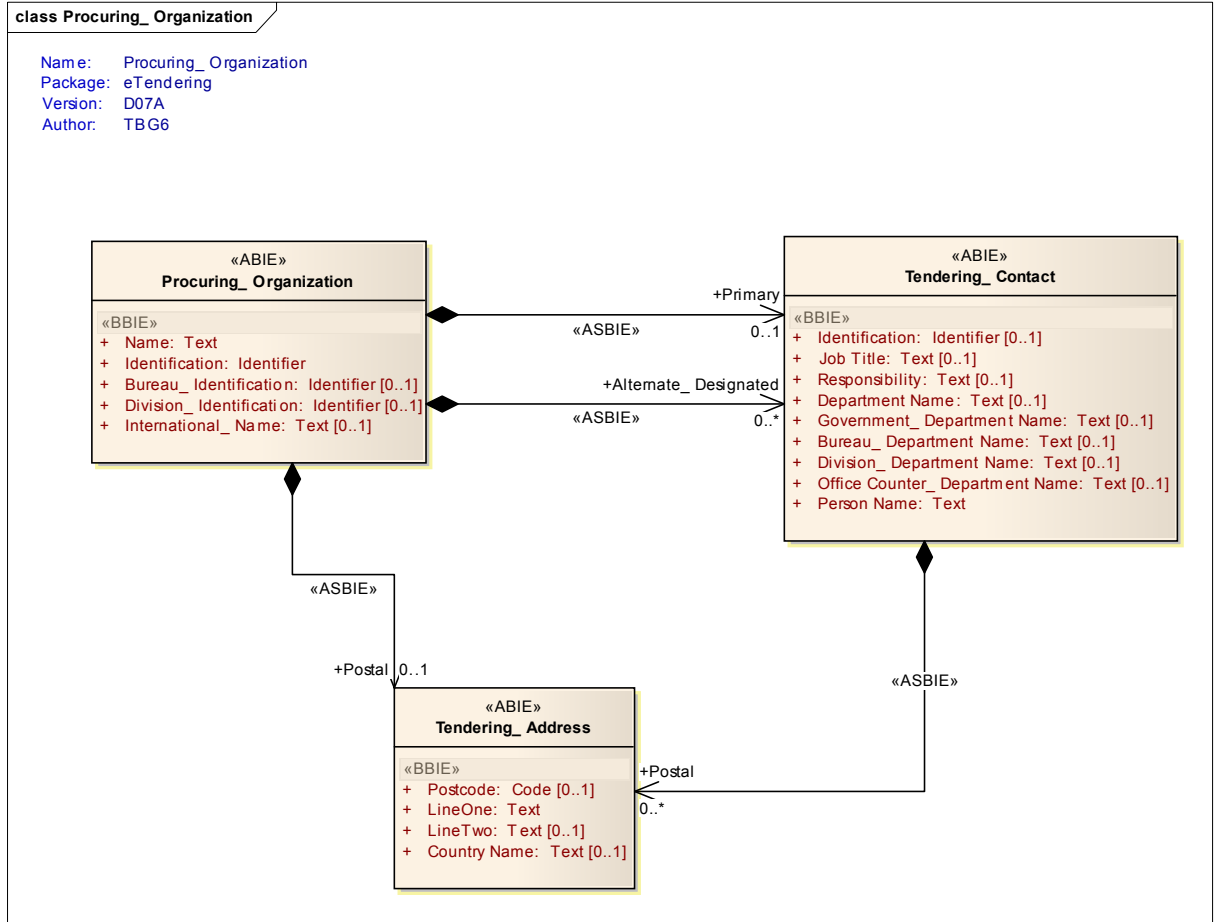 class Procuring_ Organization
Name: Procuring_ Organization
Package: eTendering
Version: D07A
Author: TBG6
«ABIE»
Procuring_ Organization
«BBIE»
+ Name: Text
+ Identification: Identifier
+ Bureau_ Identification: Identifier [0..1]
+ Division_ Identification: Identifier [0..1]
+ International_ Name: Text [0..1]
+Primary
«ASBIE»
0..1
+Alternate_ Designated
«ASBIE»
0..*
«ABIE»
Tendering_ Contact
«BBIE»
+ Identification: Identifier [0..1]
+ Job Title: Text [0..1]
+ Responsibility: Text [0..1]
+ Department Name: Text [0..1]
+ Government_ Department Name: Text [0..1]
+ Bureau_ Department Name: Text [0..1]
+ Division_ Department Name: Text [0..1]
+ Office Counter_ Department Name: Text [0..1]
+ Person Name: Text
«ASBIE»
+Postal 0..1
«ASBIE»
«ABIE»
Tendering_ Address
«BBIE»
+ Postcode: Code [0..1]
+ LineOne: Text
+ LineTwo: Text [0..1]
+ Country Name: Text [0..1]
+Postal
0..*